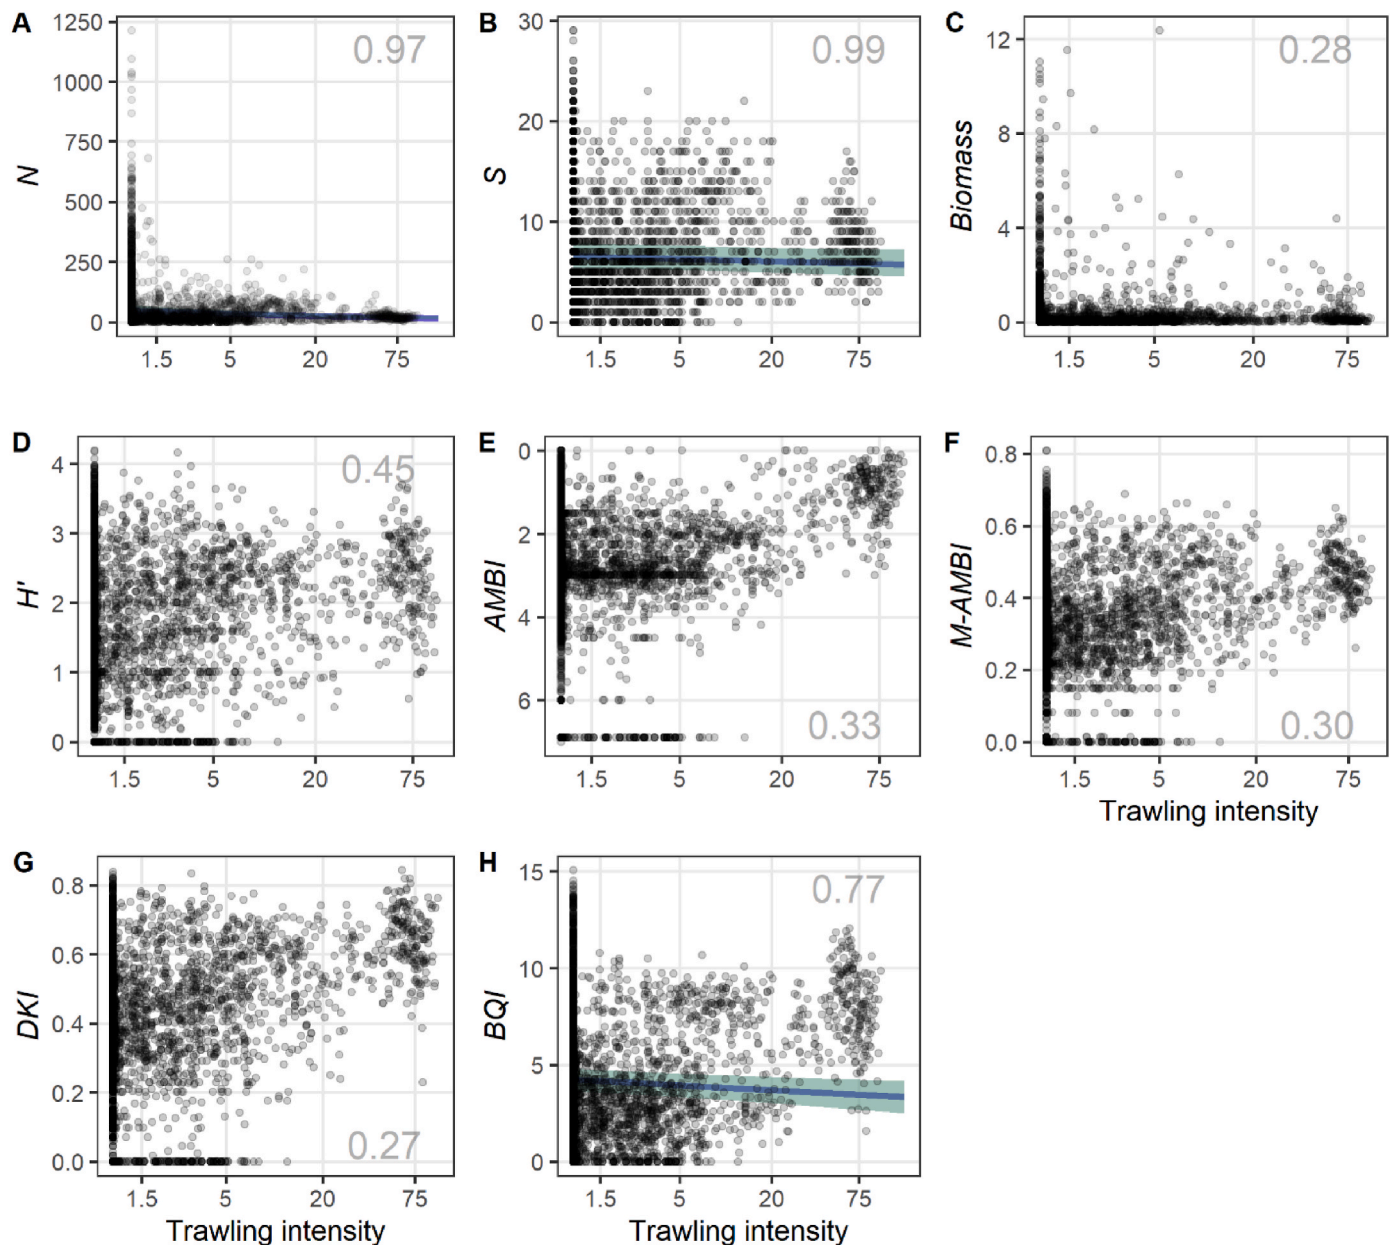 A
N
1250
1000
750
500
250
0
0.97
1.5 5 20 75
B
S
30
20
10
0
0.99
1.5 5 20 75
C
Biomass
12
8
4
0
0.28
1.5 5 20 75
D
H'
4
3
2
1
0
0.45
1.5 5 20 75
E
AMBI
0
2
4
6
0.33
1.5 5 20 75
F
M-AMBI
0.8
0.6
0.4
0.2
0.0
0.30
1.5 5 20 75
Trawling intensity
G
DKI
0.8
0.6
0.4
0.2
0.0
0.27
1.5 5 20 75
Trawling intensity
H
BQI
15
10
5
0
0.77
1.5 5 20 75
Trawling intensity